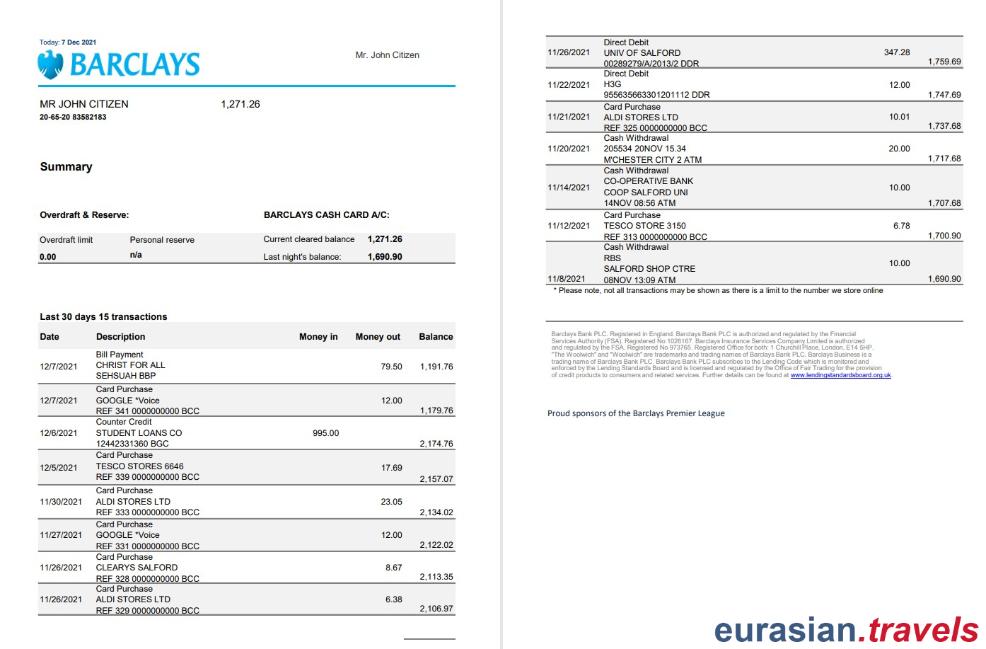 Today: 7 Dec 2021
BARCLAYS
Mr. John Citizen
MR JOHN CITIZEN 1,271.26
20-65-20 83582183
Summary
Overdraft & Reserve: BARCLAYS CASH CARD A/C:
Overdraft limit Personal reserve Current cleared balance 1,271.26
0.00 n/a Last night's balance: 1,690.90
Last 30 days 15 transactions
Date Description Money in Money out Balance
Bill Payment
12/7/2021 CHRIST FOR ALL 79.50 1,191.76
SEHSUAH BBP
Card Purchase
12/7/2021 GOOGLE *Voice 12.00
REF 341 0000000000 BCC 1,179.76
Counter Credit
12/6/2021 STUDENT LOANS CO 995.00
12442331360 BGC 2,174.76
Card Purchase
12/5/2021 TESCO STORES 6646 17.69
REF 339 0000000000 BCC 2,157.07
Card Purchase
11/30/2021 ALDI STORES LTD 23.05
REF 333 0000000000 BCC 2,134.02
Card Purchase
11/27/2021 GOOGLE *Voice 12.00
REF 331 0000000000 BCC 2,122.02
Card Purchase
11/26/2021 CLEARYS SALFORD 8.67
REF 328 0000000000 BCC 2,113.35
Card Purchase
11/26/2021 ALDI STORES LTD 6.38
REF 329 0000000000 BCC 2,106.97
Direct Debit
11/26/2021 UNIV OF SALFORD 347.28
00289279/A/2013/2 DDR 1,759.69
Direct Debit
11/22/2021 H3G 12.00
955635663301201112 DDR 1,747.69
Card Purchase
11/21/2021 ALDI STORES LTD 10.01
REF 325 0000000000 BCC 1,737.68
Cash Withdrawal
11/20/2021 205534 20NOV 15.34 20.00
M'CHESTER CITY 2 ATM 1,717.68
Cash Withdrawal
CO-OPERATIVE BANK
11/14/2021 COOP SALFORD UNI 10.00
14NOV 08:56 ATM 1,707.68
Card Purchase
11/12/2021 TESCO STORE 3150 6.78
REF 313 0000000000 BCC 1,700.90
Cash Withdrawal
RBS
SALFORD SHOP CTRE 10.00
11/8/2021 08NOV 13:09 ATM 1,690.90
* Please note, not all transactions may be shown as there is a limit to the number we store online
Barclays Bank PLC. Registered in England. Barclays Bank PLC is authorized and regulated by the Financial
Services Authority (FSA). Registered No 1026167. Barclays Insurance Services Company Limited is authorized
and regulated by the FSA. Registered No 973765. Registered Office for both: 1 Churchill Place, London, E14 5HP.
"The Woolwich" and "Woolwich" are trademarks and trading names of Barclays Bank PLC. Barclays Business is a
trading name of Barclays Bank PLC. Barclays Bank PLC subscribes to the Lending Code which is monitored and
enforced by the Lending Standards Board and is licensed and regulated by the Office of Fair Trading for the provision
of credit products to consumers and related services. Further details can be found at www.lendingstandardsboard.org.uk.
Proud sponsors of the Barclays Premier League
eurasian.travels